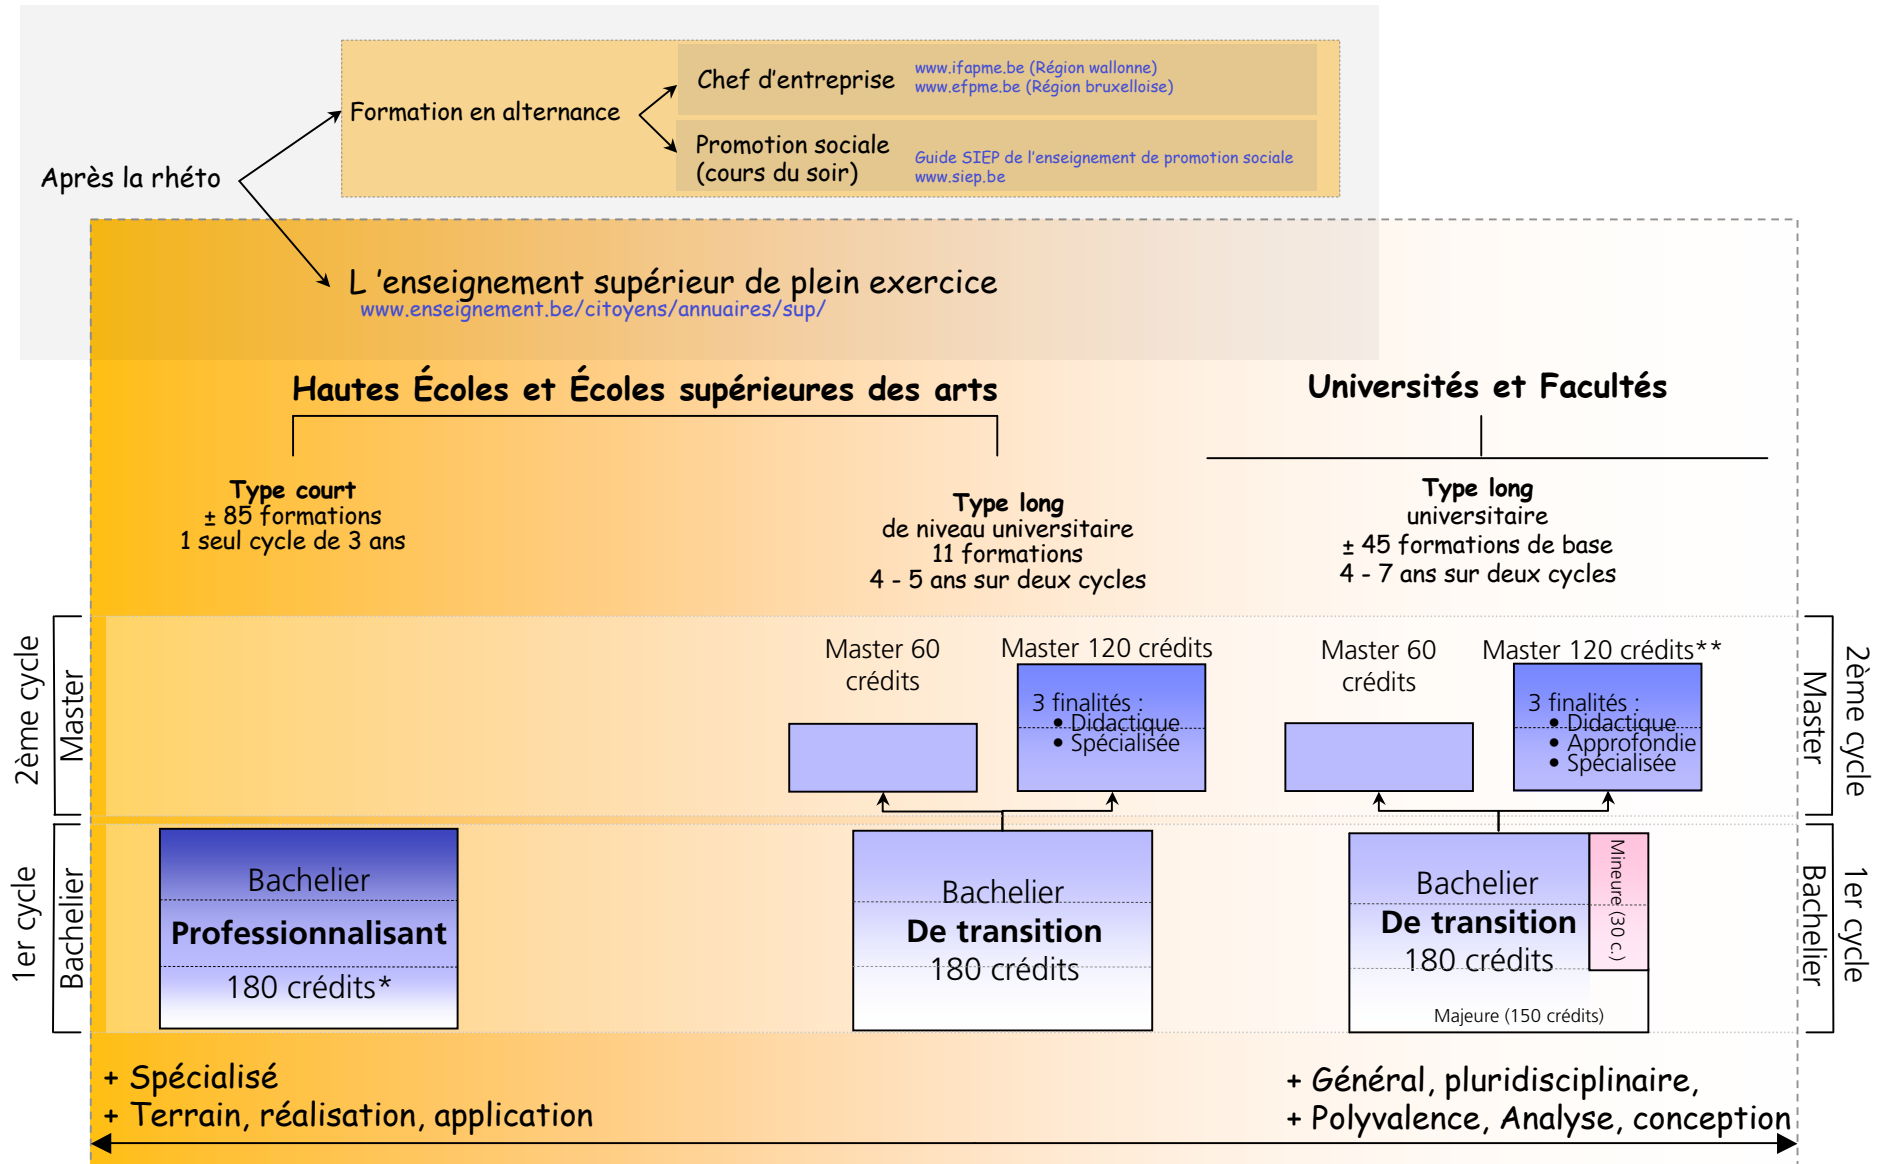 Formation en alternance
Chef d'entreprise
www.ifapme.be (Région wallonne)
www.efpme.be (Région bruxelloise)
Promotion sociale
(cours du soir)
Guide SIEP de l'enseignement de promotion sociale
www.siep.be
Après la rhéto
L 'enseignement supérieur de plein exercice
www.enseignement.be/citoyens/annuaires/sup/
Hautes Écoles et Écoles supérieures des arts
Universités et Facultés
Type court
± 85 formations
1 seul cycle de 3 ans
Type long
de niveau universitaire
11 formations
4 - 5 ans sur deux cycles
Type long
universitaire
± 45 formations de base
4 - 7 ans sur deux cycles
2ème cycle
Master
Master 60
crédits
Master 120 crédits
3 finalités :
• Didactique
• Spécialisée
Master 60
crédits
Master 120 crédits**
3 finalités :
• Didactique
• Approfondie
• Spécialisée
Master
2ème cycle
1er cycle
Bachelier
Bachelier
Professionnalisant
180 crédits*
Bachelier
De transition
180 crédits
Bachelier
De transition
180 crédits
Mineure (30 c.)
Majeure (150 crédits)
Bachelier
1er cycle
+ Spécialisé
+ Terrain, réalisation, application
+ Général, pluridisciplinaire,
+ Polyvalence, Analyse, conception